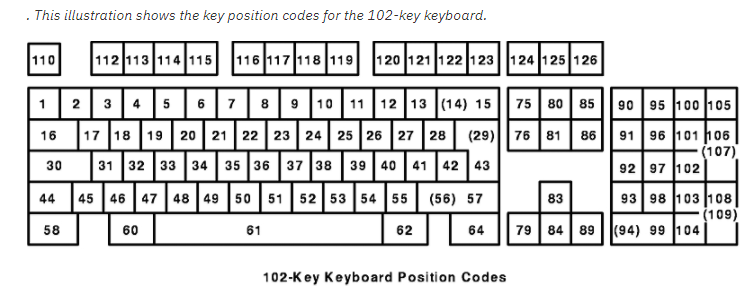 . This illustration shows the key position codes for the 102-key keyboard.
110 112 113 114 115 116 117 118 119 120 121 122 123 124 125 126
1 2 3 4 5 6 7 8 9 10 11 12 13 (14) 15 75 80 85 90 95 100 105
16 17 18 19 20 21 22 23 24 25 26 27 28 (29) 76 81 86 91 96 101 106
(107)
30 31 32 33 34 35 36 37 38 39 40 41 42 43 92 97 102
44 45 46 47 48 49 50 51 52 53 54 55 (56) 57 83 93 98 103 108
(109)
58 60 61 62 64 79 84 89 (94) 99 104
102-Key Keyboard Position Codes